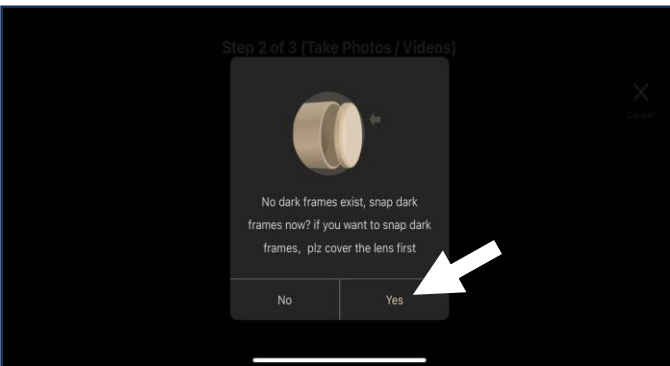 Step 2 of 3 (Take Photos / Videos)
Cancel
No dark frames exist, snap dark
frames now? if you want to snap dark
frames, plz cover the lens first
No
Yes